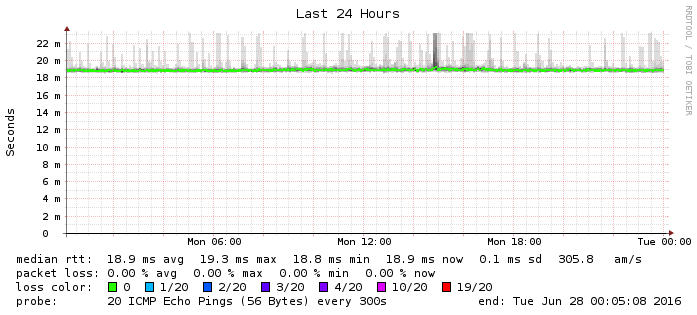 Last 24 Hours
RRDTOOL / TOBI OETIKER
Seconds
22 m
20 m
18 m
16 m
14 m
12 m
10 m
8 m
6 m
4 m
2 m
0
Mon 06:00 Mon 12:00 Mon 18:00 Tue 00:00
median rtt: 18.9 ms avg 19.3 ms max 18.8 ms min 18.9 ms now 0.1 ms sd 305.8 am/s
packet loss: 0.00 % avg 0.00 % max 0.00 % min 0.00 % now
loss color: 0 1/20 2/20 3/20 4/20 10/20 19/20
probe: 20 ICMP Echo Pings (56 Bytes) every 300s end: Tue Jun 28 00:05:08 2016